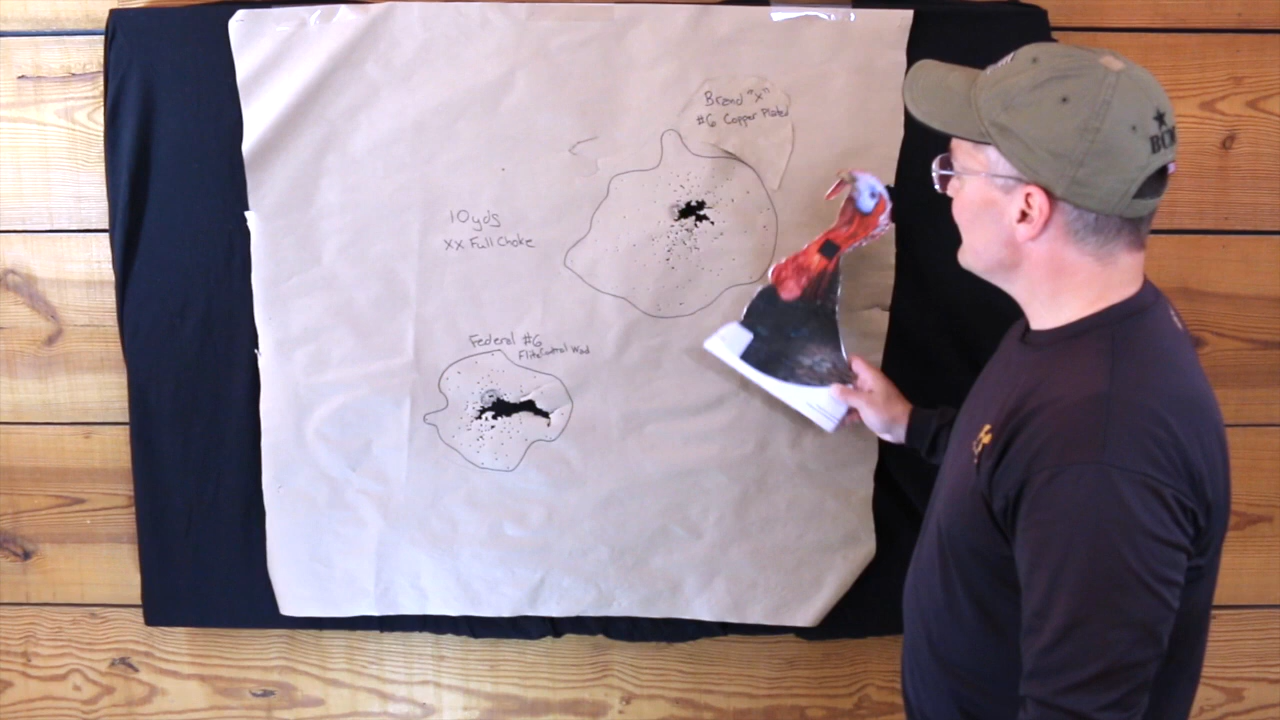 Brand "X"
#6 Copper Plated
10yds
XX Full Choke
Federal #6
FliteControl Wad